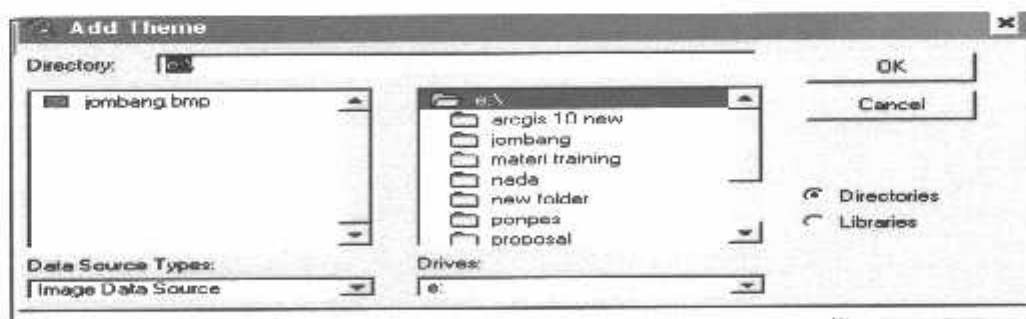 Add Theme
Directory: e:\
OK
jombang.bmp
e:\
Cancel
arcgis 10 new
jombang
materi training
nada
new folder
ponpes
proposal
Directories
Libraries
Data Source Types:
Drives:
Image Data Source
e: